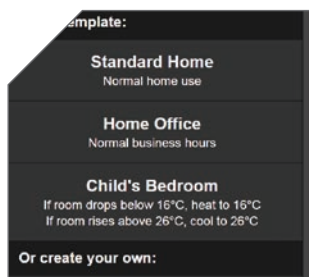 emplate:
Standard Home
Normal home use
Home Office
Normal business hours
Child's Bedroom
If room drops below 16°C, heat to 16°C
If room rises above 26°C, cool to 26°C
Or create your own: